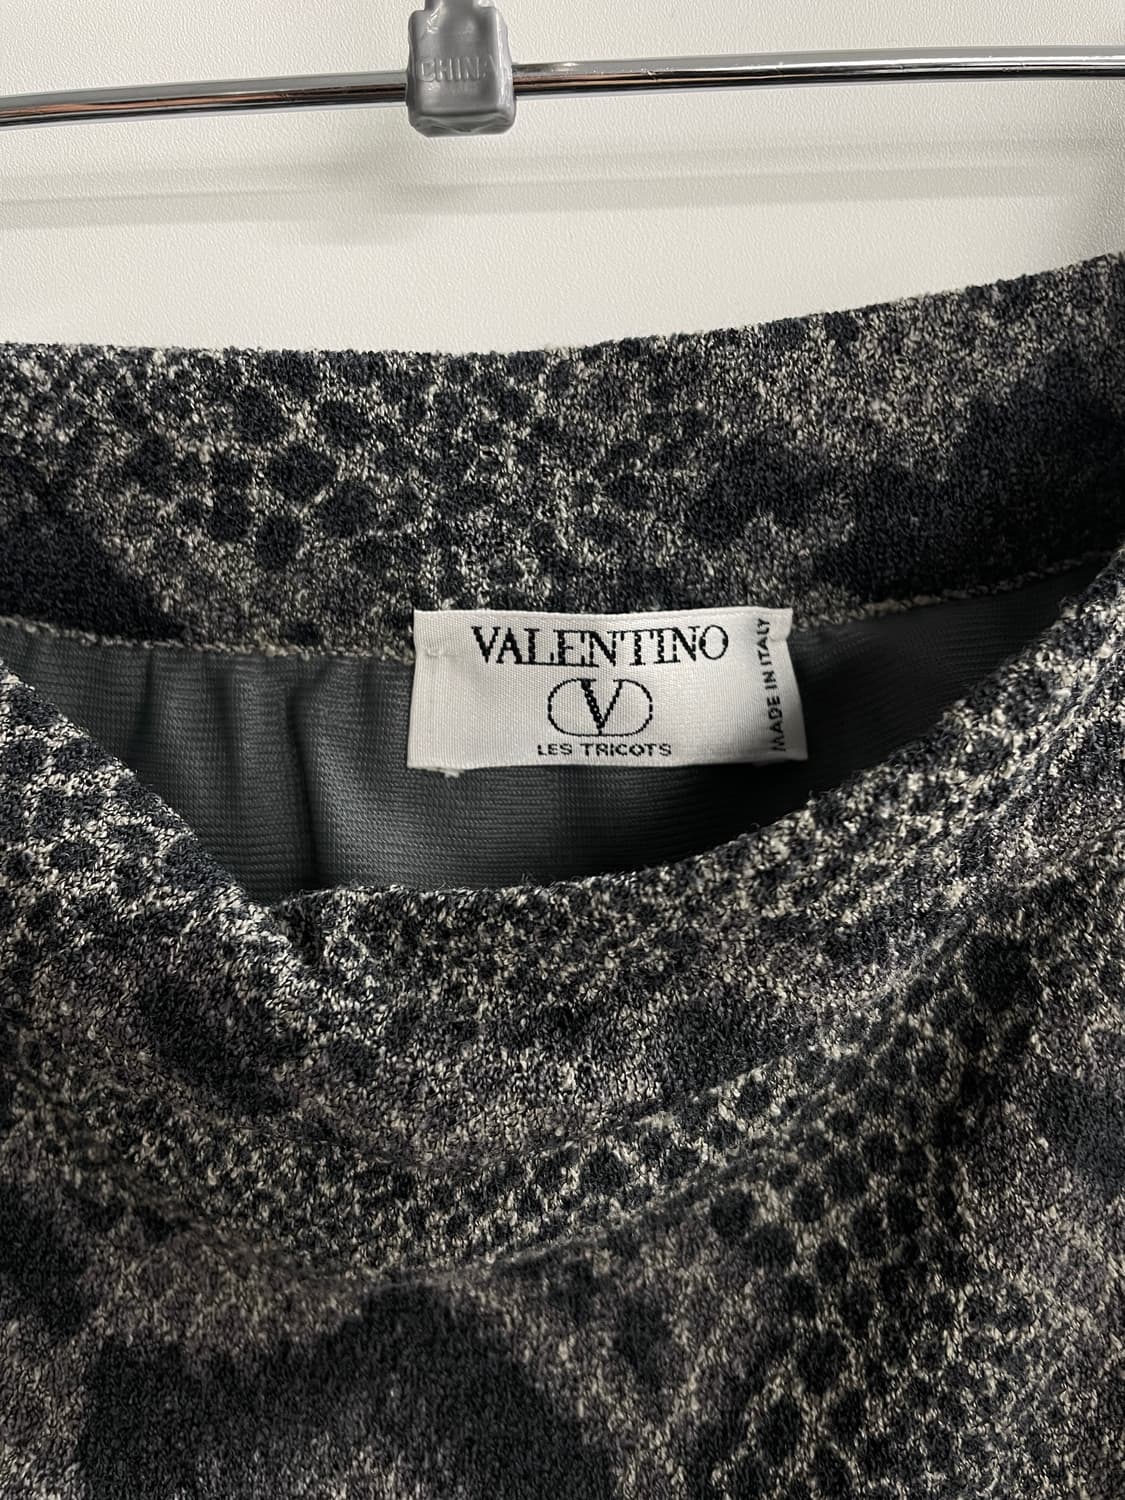 CHINA
VALENTINO
V
LES TRICOTS
MADE IN ITALY